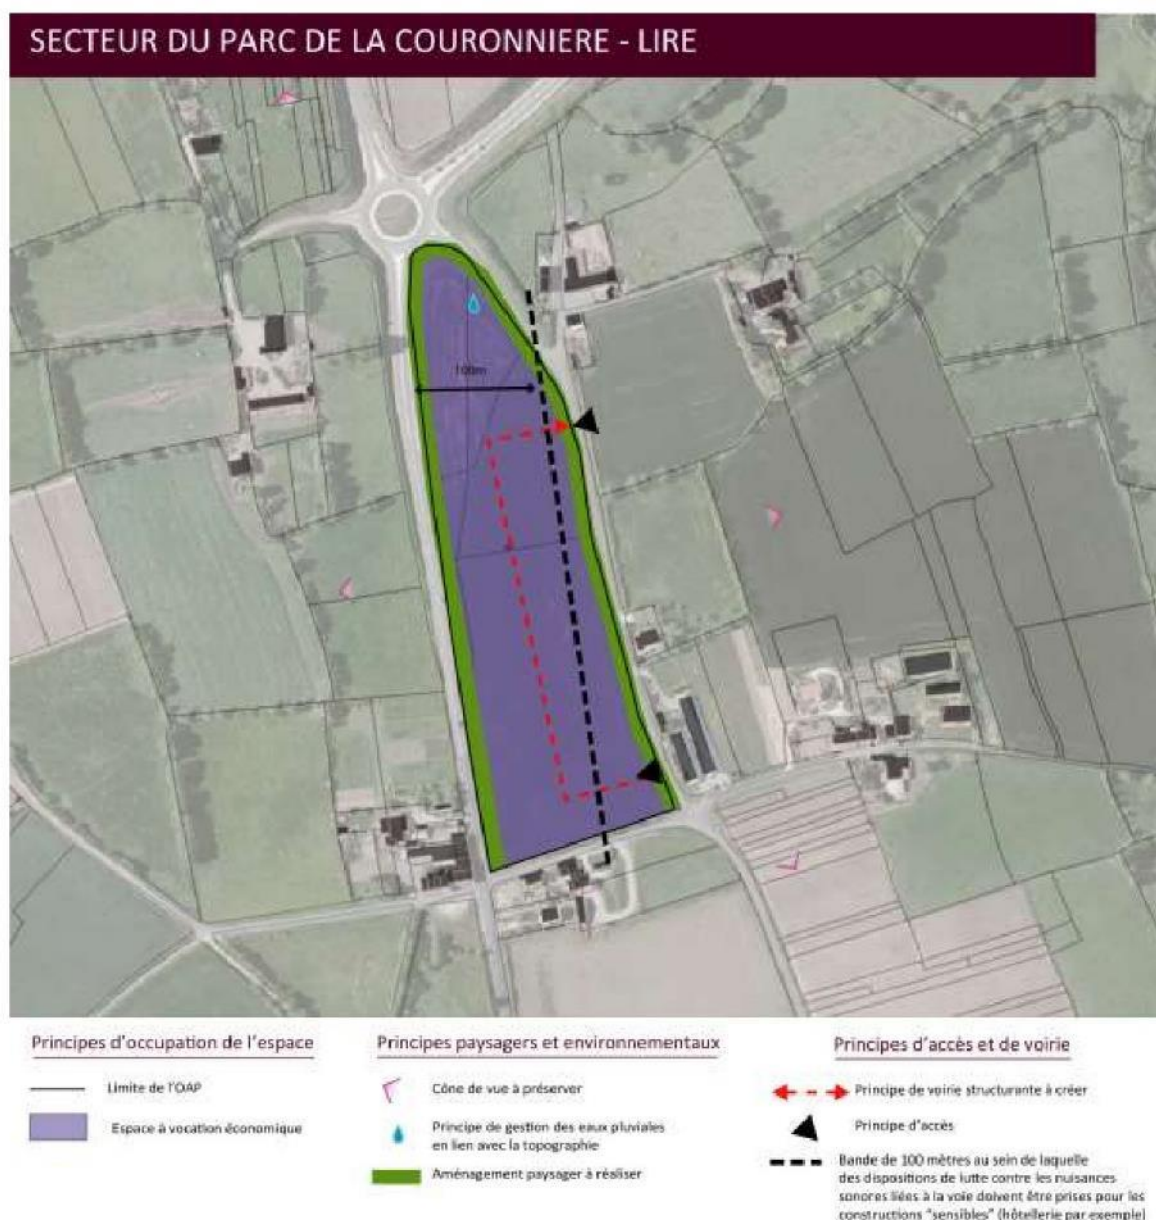 SECTEUR DU PARC DE LA COURONNIERE - LIRE
100m
Principes d'occupation de l'espace
Limite de l'OAP
Espace à vocation économique
Principes paysagers et environnementaux
Cône de vue à préserver
Principe de gestion des eaux pluviales
en lien avec la topographie
Aménagement paysager à réaliser
Principes d'accès et de voirie
Principe de voirie structurante à créer
Principe d'accès
Bande de 100 mètres au sein de laquelle
des dispositions de lutte contre les nuisances
sonores liées à la voie doivent être prises pour les
constructions "sensibles" (hôtellerie par exemple)